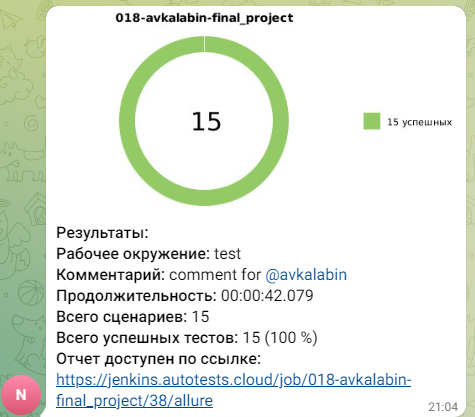 018-avkalabin-final_project
15
15 успешных
Результаты:
Рабочее окружение: test
Комментарий: comment for @avkalabin
Продолжительность: 00:00:42.079
Всего сценариев: 15
Всего успешных тестов: 15 (100 %)
Отчет доступен по ссылке:
https://jenkins.autotests.cloud/job/018-avkalabin-
final_project/38/allure
N
21:04